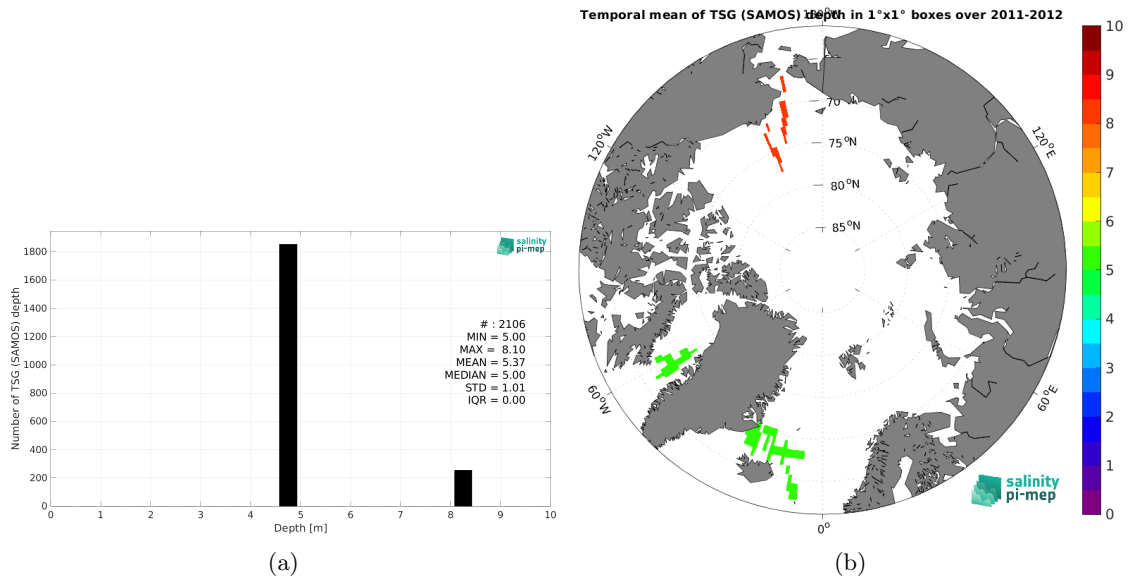 1800
1600
1400
1200
1000
800
600
400
200
0
Number of TSG (SAMOS) depth
salinity
pi-mep
# : 2106
MIN = 5.00
MAX = 8.10
MEAN = 5.37
MEDIAN = 5.00
STD = 1.01
IQR = 0.00
0 1 2 3 4 5 6 7 8 9 10
Depth [m]
(a)
Temporal mean of TSG (SAMOS) depth in 1°x1° boxes over 2011-2012
120°W
120°E
75°N
80°N
85°N
60°W
60°E
0°
salinity
pi-mep
10
9
8
7
6
5
4
3
2
1
0
(b)